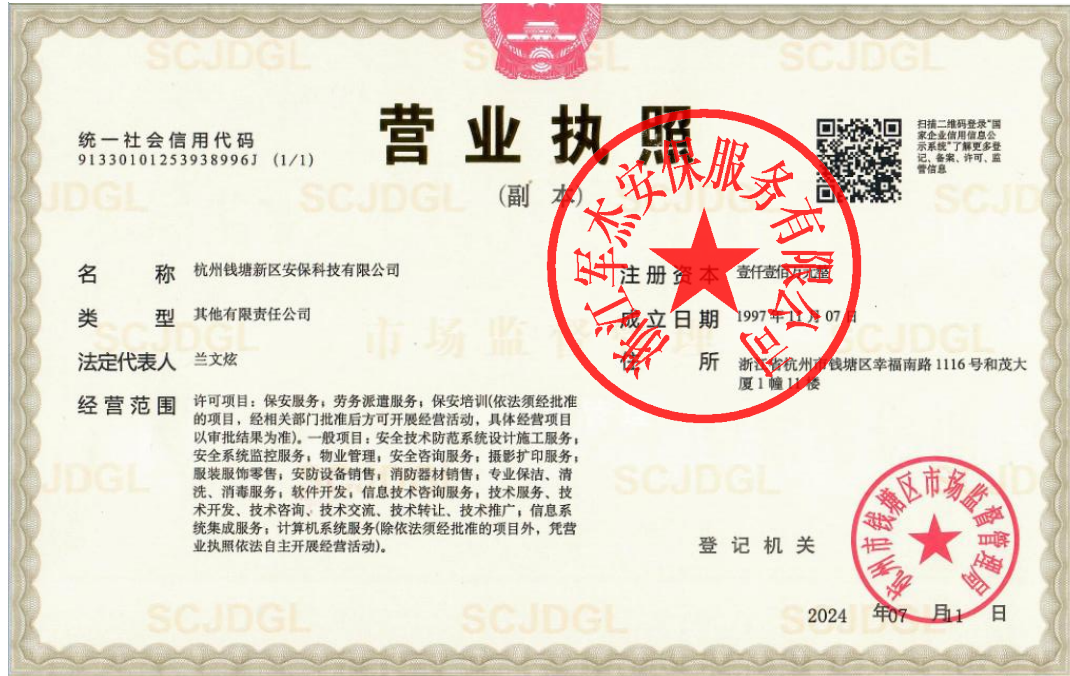 营业执照
(副 本)
统一社会信用代码
91330101253938996J (1/1)
扫描二维码登录“国
家企业信用信息公
示系统”了解更多登
记、备案、许可、监
管信息
名 称 杭州钱塘新区安保科技有限公司
类 型 其他有限责任公司
法定代表人 兰文炫
经营范围 许可项目：保安服务；劳务派遣服务；保安培训(依法须经批准
的项目，经相关部门批准后方可开展经营活动，具体经营项目
以审批结果为准)。一般项目：安全技术防范系统设计施工服务；
安全系统监控服务；物业管理；安全咨询服务；摄影扩印服务；
服装服饰零售；安防设备销售；消防器材销售；专业保洁、清
洗、消毒服务；软件开发；信息技术咨询服务；技术服务、技
术开发、技术咨询、技术交流、技术转让、技术推广；信息系
统集成服务；计算机系统服务(除依法须经批准的项目外，凭营
业执照依法自主开展经营活动)。
注册资本 壹仟壹佰万元整
成立日期 1997年11月07日
住 所 浙江省杭州市钱塘区幸福南路1116号和茂大
厦1幢11楼
浙江军杰安保服务有限公司
登记机关
杭州市钱塘区市场监督管理局
2024 年07 月11 日
SCJDGL
市场监督管理